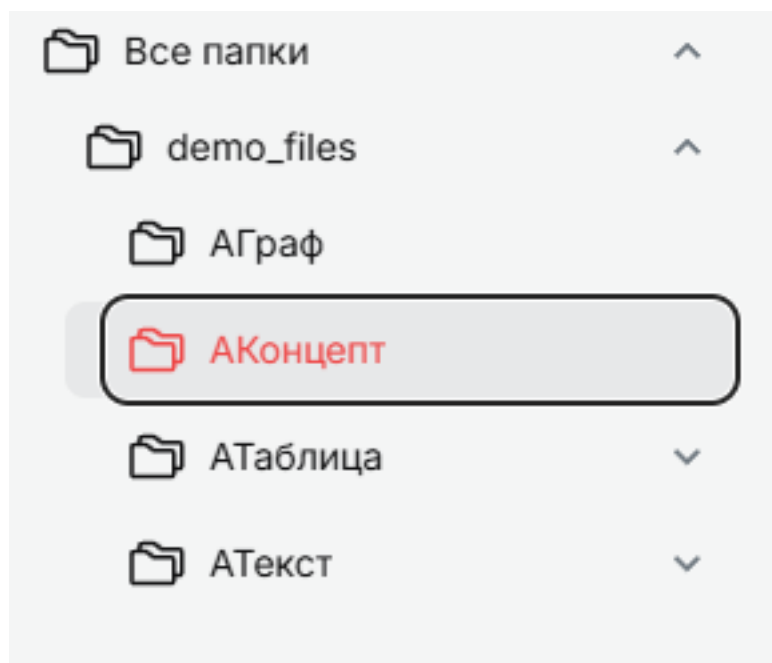 Все папки
demo_files
АГраф
АКонцепт
АТаблица
АТекст